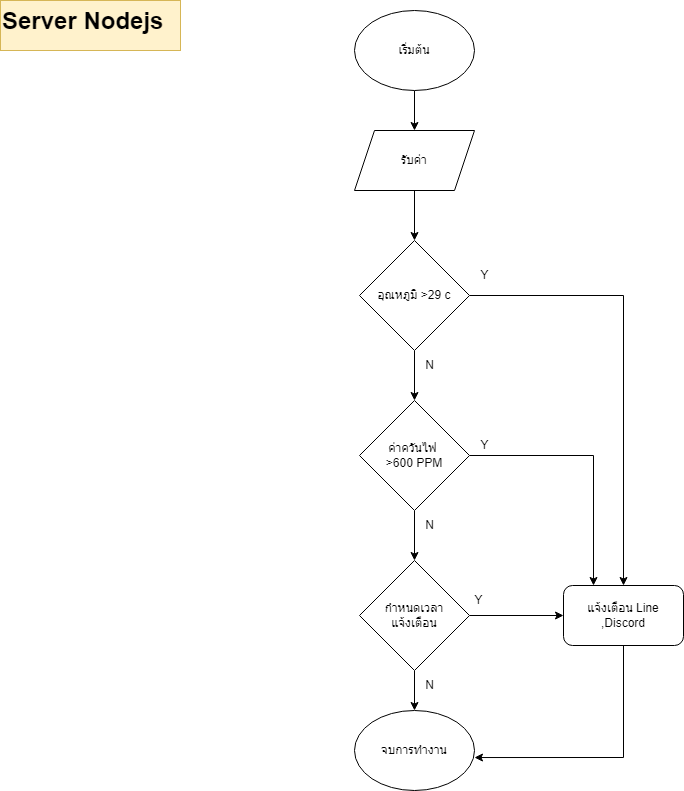 Server Nodejs
เริ่มต้น
รับค่า
อุณหภูมิ >29 c
Y
N
ค่าควันไฟ
>600 PPM
Y
N
กำหนดเวลา
แจ้งเตือน
Y
แจ้งเตือน Line
,Discord
N
จบการทำงาน